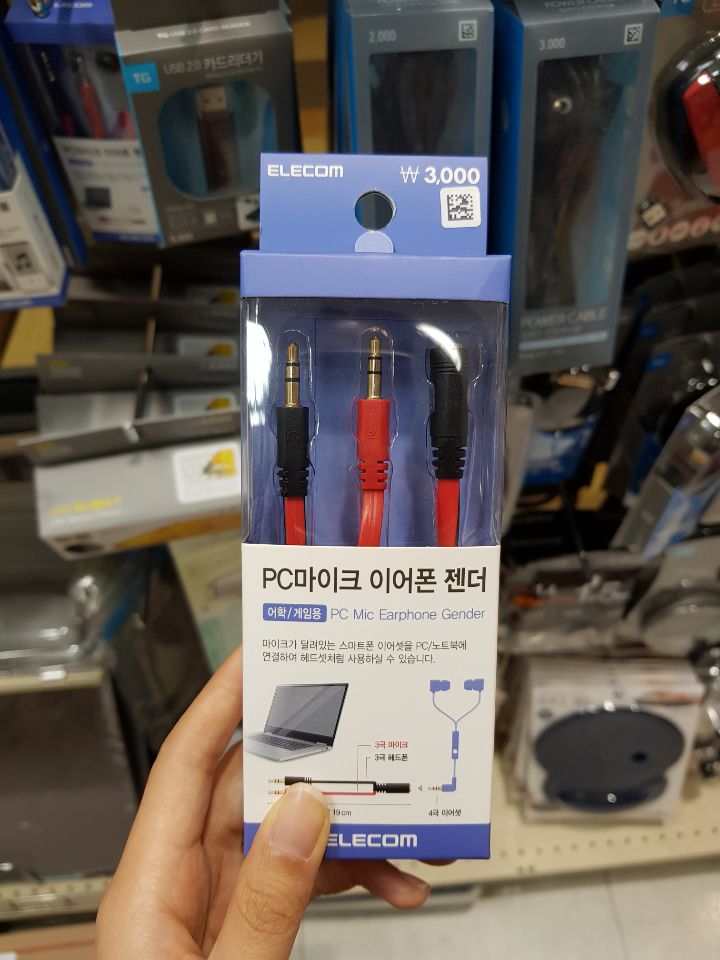 ELECOM
₩ 3,000
PC마이크 이어폰 젠더
어학/게임용 PC Mic Earphone Gender
마이크가 달려있는 스마트폰 이어셋을 PC/노트북에
연결하여 헤드셋처럼 사용하실 수 있습니다.
3극 마이크
3극 헤드폰
19cm
4극 이어셋
ELECOM
TG
USB 2.0 카드리더기
2.000
3.000
POWER CABLE